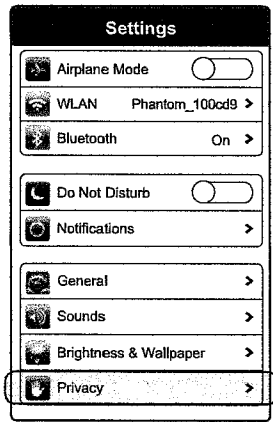 Settings
Airplane Mode
WLAN Phantom_100cd9 >
Bluetooth On >
Do Not Disturb
Notifications >
General >
Sounds >
Brightness & Wallpaper >
Privacy >